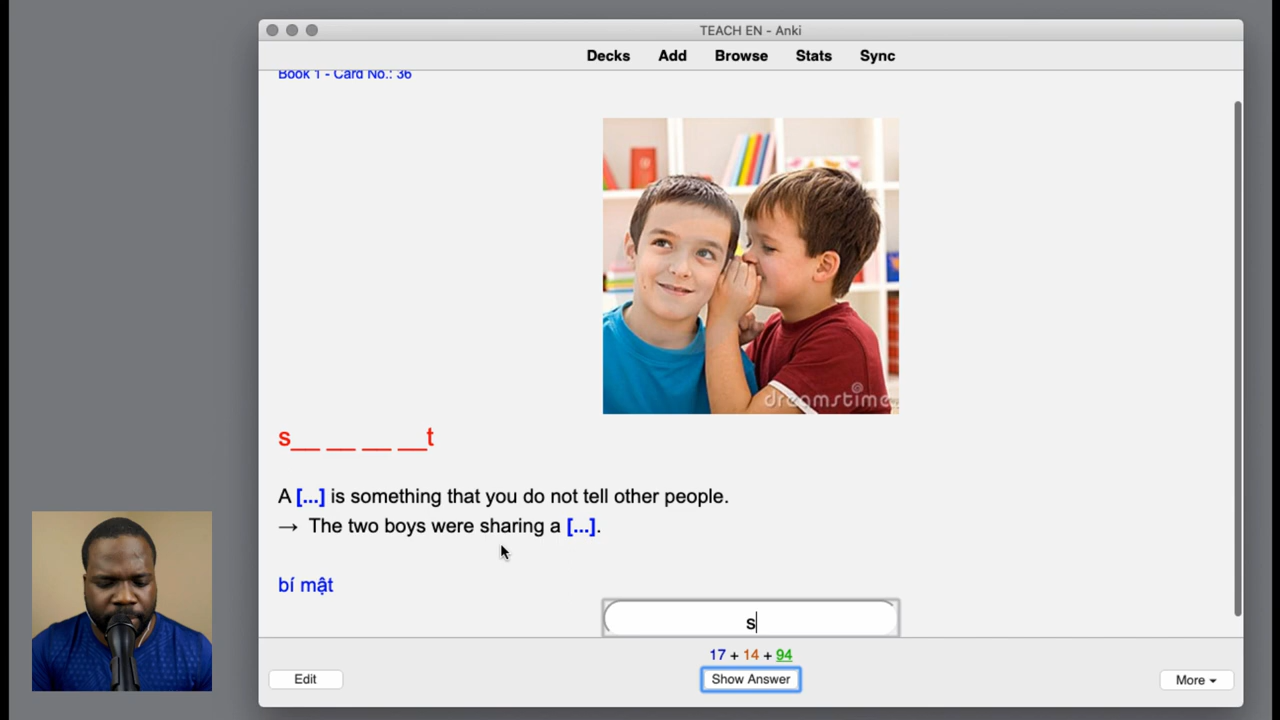 TEACH EN - Anki
Decks Add Browse Stats Sync
Book 1 - Card No.: 36
dreamstime
s__ __ __ __t
A [...] is something that you do not tell other people.
→ The two boys were sharing a [...].
bí mật
s
17 + 14 + 94
Edit Show Answer More